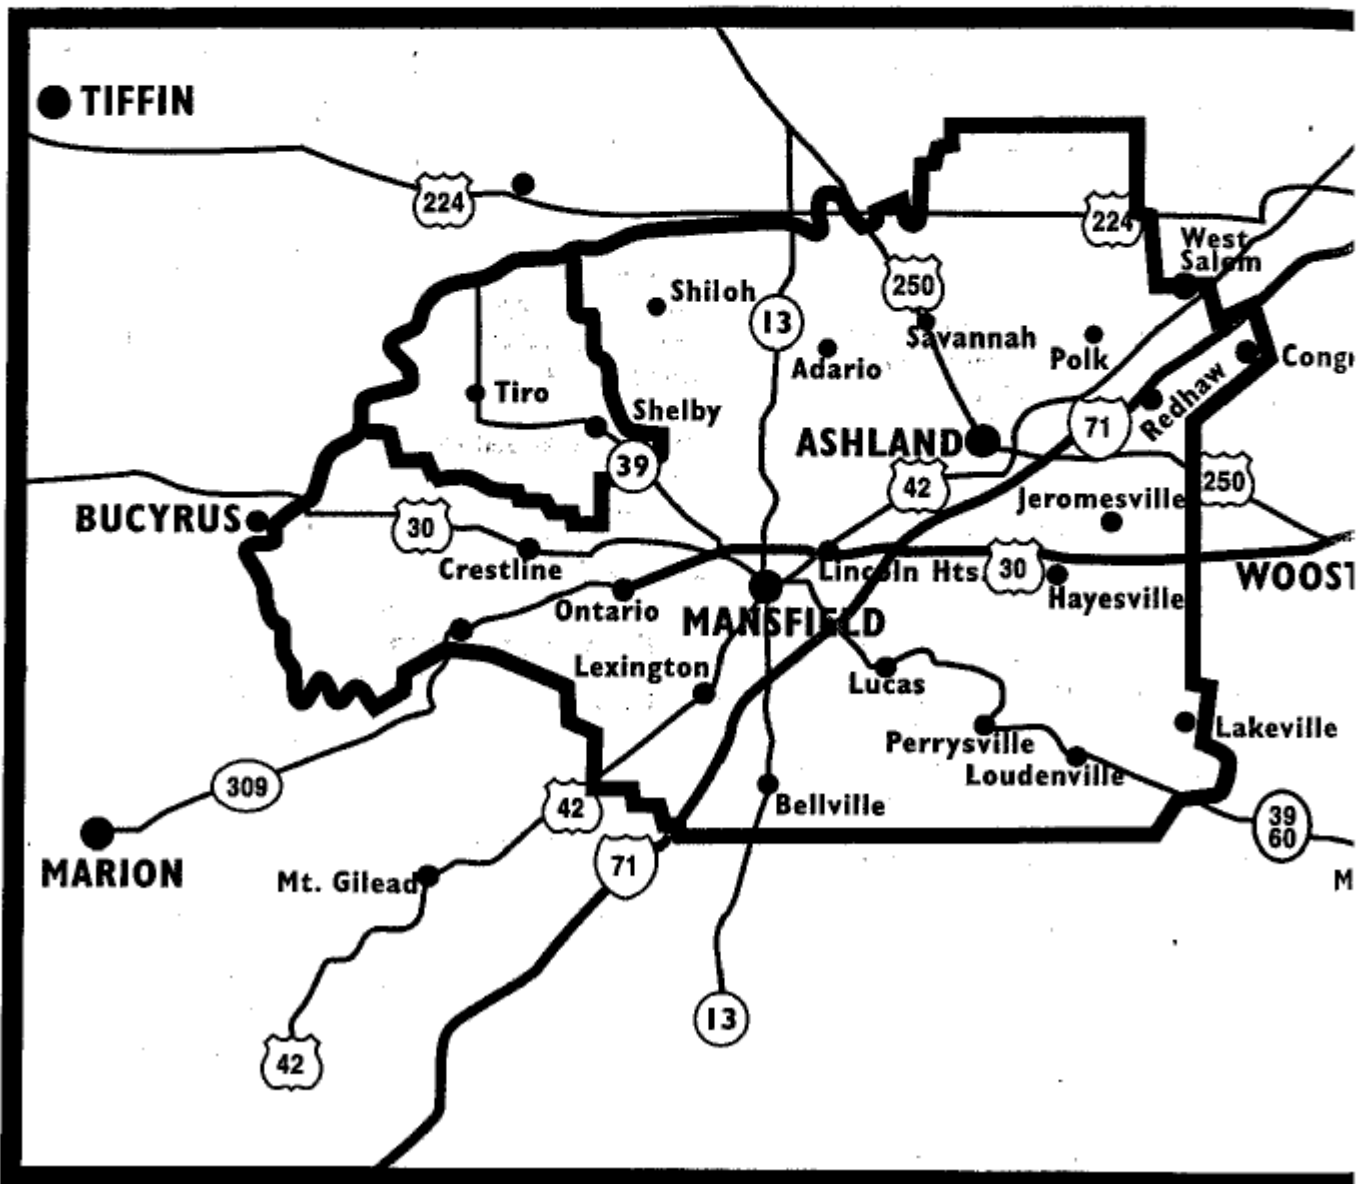 TIFFIN
224
224
West
Salem
250
Shiloh
13
Savannah
Adario
Polk
Congr
Tiro
Shelby
Redhaw
71
ASHLAND
39
42
250
Jeromesville
BUCYRUS
30
Crestline
Lincoln Hts.
30
WOOST
Hayesville
Ontario
MANSFIELD
Lexington
Lucas
Lakeville
Perrysville
Loudenville
309
42
Bellville
39
60
MARION
71
Mt. Gilead
M
13
42